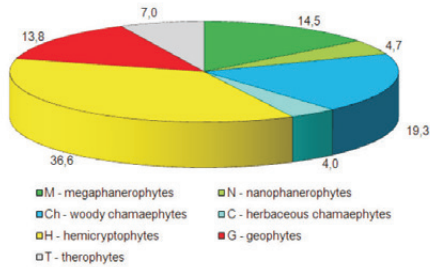 7,0
14,5
13,8
4,7
19,3
36,6
4,0
M - megaphanerophytes
N - nanophanerophytes
Ch - woody chamaephytes
C - herbaceous chamaephytes
H - hemicryptophytes
G - geophytes
T - therophytes